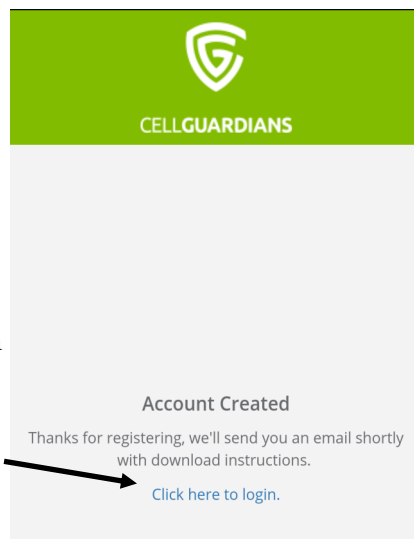 CELLGUARDIANS
Account Created
Thanks for registering, we'll send you an email shortly
with download instructions.
Click here to login.